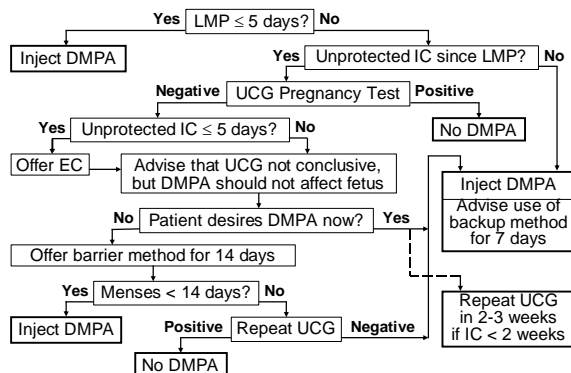 Yes LMP ≤ 5 days? No
Inject DMPA
Yes Unprotected IC since LMP? No
Negative UCG Pregnancy Test Positive
Yes Unprotected IC ≤ 5 days? No
No DMPA
Offer EC
Advise that UCG not conclusive,
but DMPA should not affect fetus
Inject DMPA
Advise use of
backup method
for 7 days
No Patient desires DMPA now? Yes
Offer barrier method for 14 days
Yes Menses < 14 days? No
Inject DMPA
Positive Repeat UCG Negative
No DMPA
Repeat UCG
in 2-3 weeks
if IC < 2 weeks